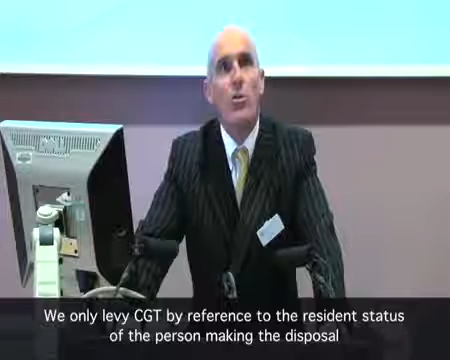 We only levy CGT by reference to the resident status
of the person making the disposal